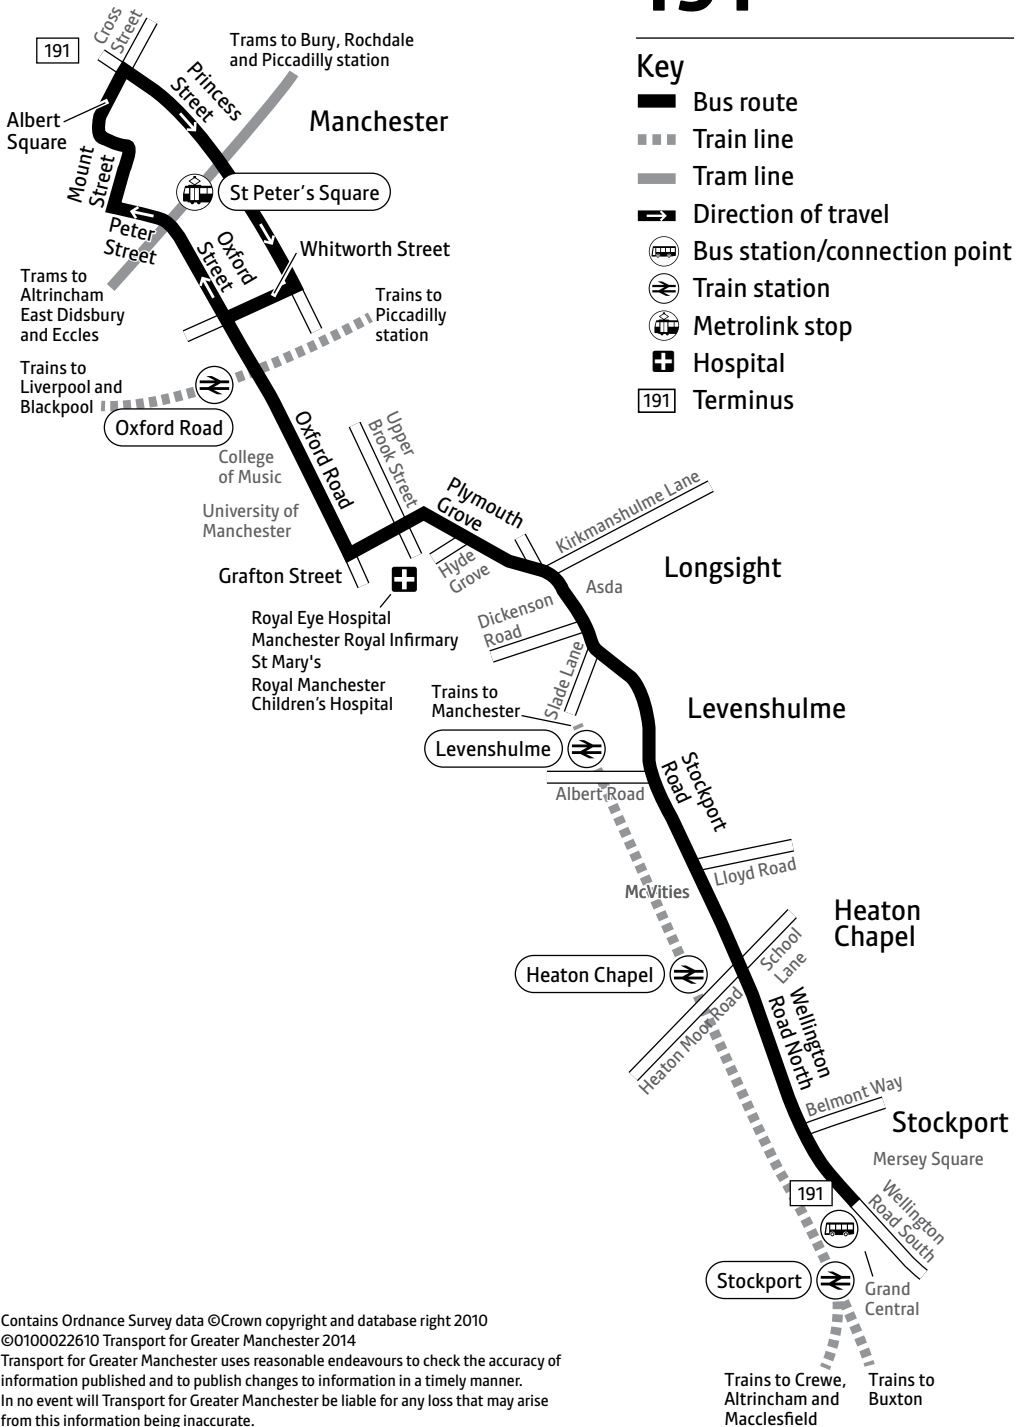 191
Cross
Street
191
Trams to Bury, Rochdale
and Piccadilly station
Princess
Street
Albert
Square
Manchester
Mount
Street
St Peter's Square
Peter
Street
Oxford
Street
Whitworth Street
Trams to
Altrincham
East Didsbury
and Eccles
Trains to
Piccadilly
station
Trains to
Liverpool and
Blackpool
Oxford Road
Key
Bus route
Train line
Tram line
Direction of travel
Bus station/connection point
Train station
Metrolink stop
Hospital
191 Terminus
College
of Music
University of
Manchester
Oxford Road
Upper
Brook Street
Plymouth
Grove
Kirkmanshulme Lane
Grafton Street
Hyde
Grove
Longsight
Asda
Royal Eye Hospital
Manchester Royal Infirmary
St Mary's
Royal Manchester
Children's Hospital
Dickenson
Road
Slade Lane
Trains to
Manchester
Levenshulme
Levenshulme
Albert Road
Stockport
Road
Lloyd Road
McVities
Heaton
Chapel
School
Lane
Heaton Chapel
Heaton Moor Road
Wellington
Road North
Belmont Way
Stockport
Mersey Square
191
Wellington
Road South
Stockport
Grand
Central
Trains to Crewe,
Altrincham and
Macclesfield
Trains to
Buxton
Contains Ordnance Survey data ©Crown copyright and database right 2010
©0100022610 Transport for Greater Manchester 2014
Transport for Greater Manchester uses reasonable endeavours to check the accuracy of
information published and to publish changes to information in a timely manner.
In no event will Transport for Greater Manchester be liable for any loss that may arise
from this information being inaccurate.